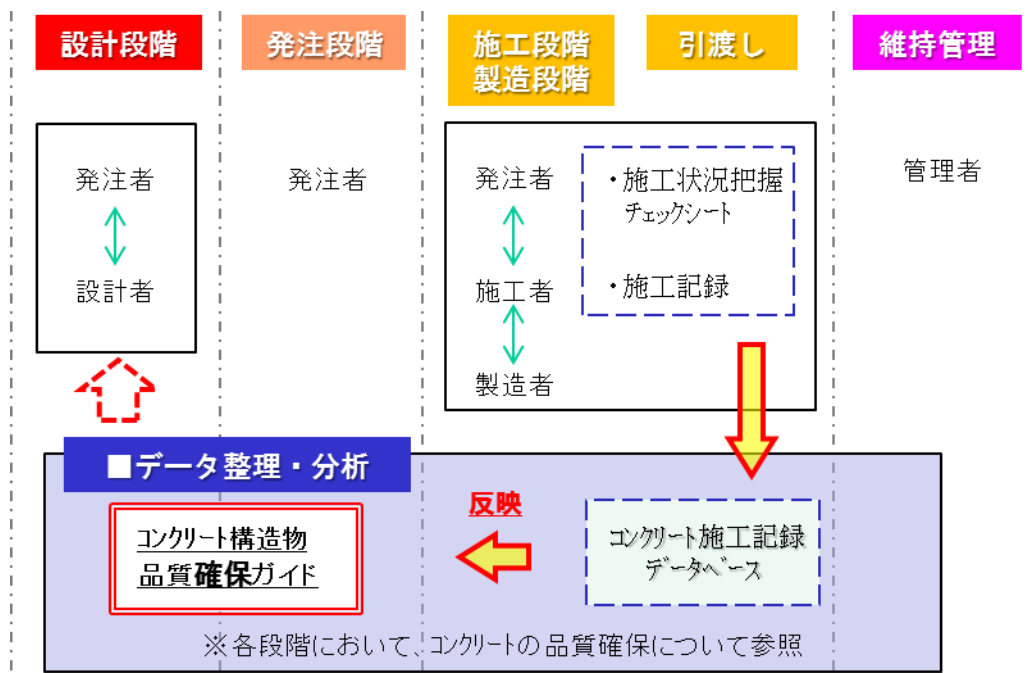 設計段階
発注段階
施工段階
製造段階
引渡し
維持管理
発注者
設計者
発注者
発注者
施工者
製造者
・施工状況把握
チェックシート
・施工記録
管理者
■データ整理・分析
コンクリート構造物
品質確保ガイド
反映
コンクリート施工記録
データベース
※各段階において、コンクリートの品質確保について参照